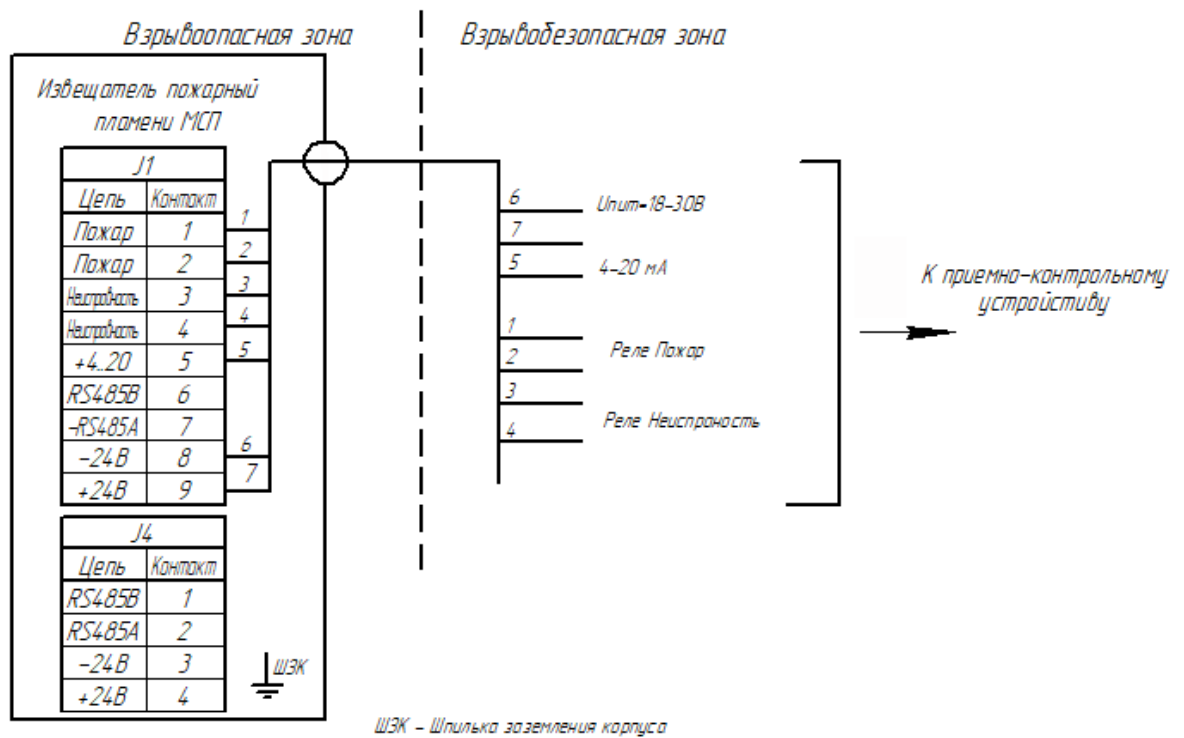 Взрывоопасная зона
Взрывобезопасная зона
Извещатель пожарный
пламени МСП
J1
Цепь Контакт
Пожар 1
Пожар 2
Неисправность 3
Неисправность 4
+4..20 5
RS485B 6
-RS485A 7
-24В 8
+24В 9
1
2
3
4
5
6
7
J4
Цепь Контакт
RS485B 1
RS485A 2
-24В 3
+24В 4
ШЗК
6 Uпит=18-30В
7
5 4-20 мА
1
2 Реле Пожар
3
4 Реле Неиспроность
К приемно-контрольному
устройстиву
ШЗК - Шпилька заземления корпуса